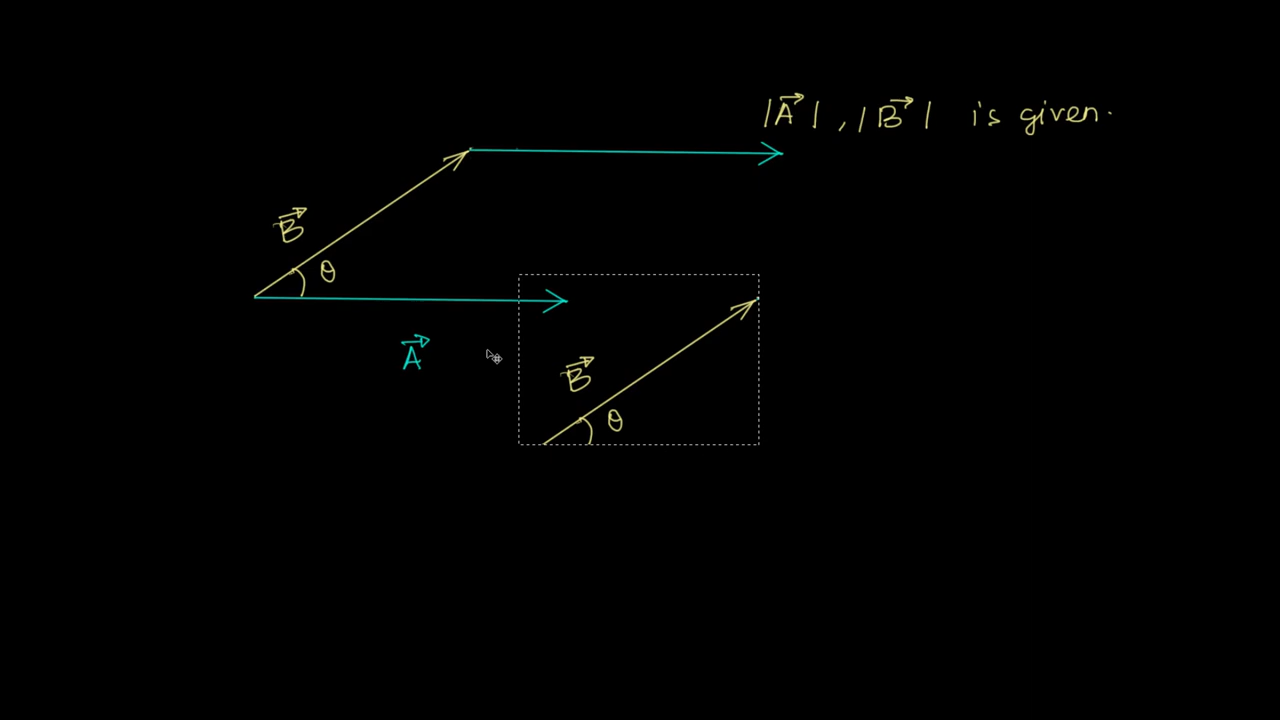 |A⃗|, |B⃗| is given.
B⃗
θ
A⃗
B⃗
θ